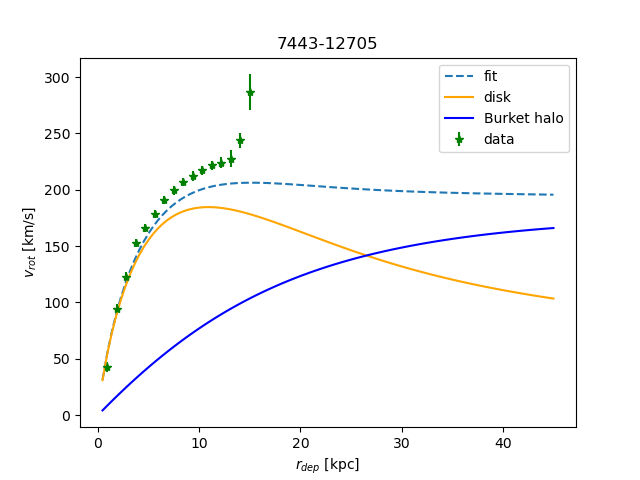 7443-12705
fit
disk
Burket halo
data
300
250
200
150
100
50
0
v_rot [km/s]
0 10 20 30 40
r_dep [kpc]